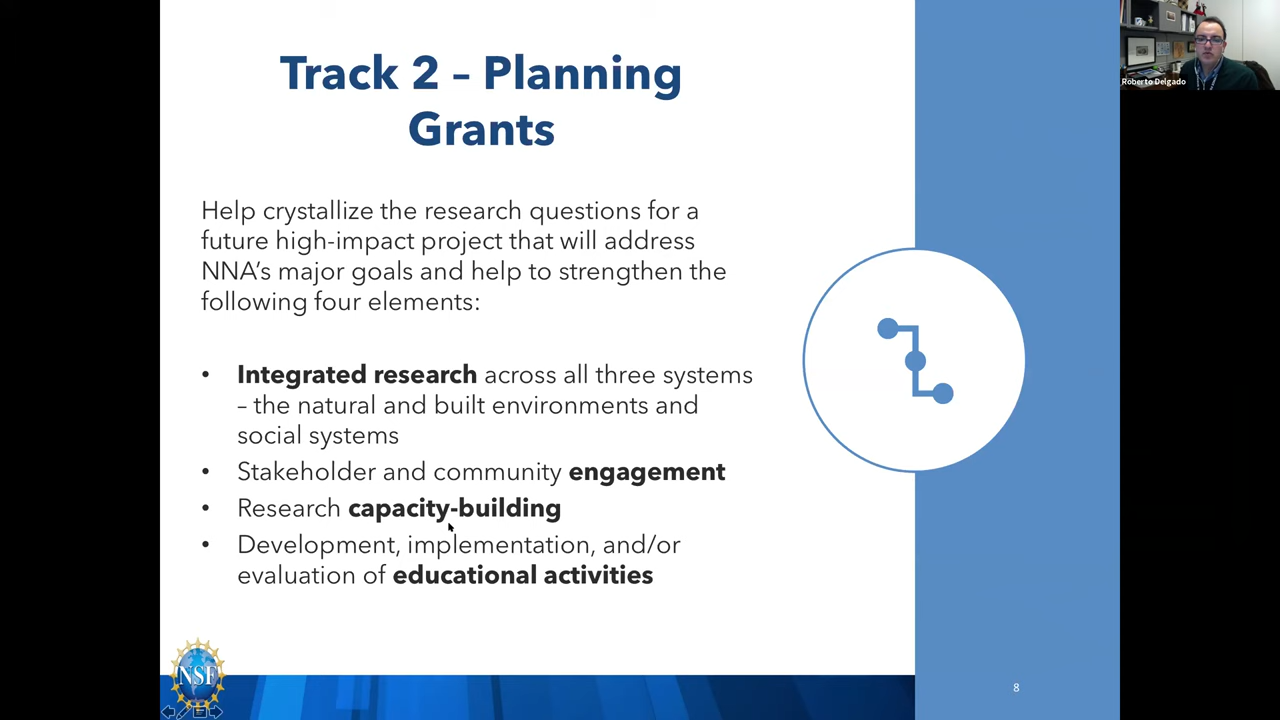 Track 2 – Planning
Grants
Roberto Delgado
Help crystallize the research questions for a
future high-impact project that will address
NNA’s major goals and help to strengthen the
following four elements:
• Integrated research across all three systems
– the natural and built environments and
social systems
• Stakeholder and community engagement
• Research capacity-building
• Development, implementation, and/or
evaluation of educational activities
NSF
8